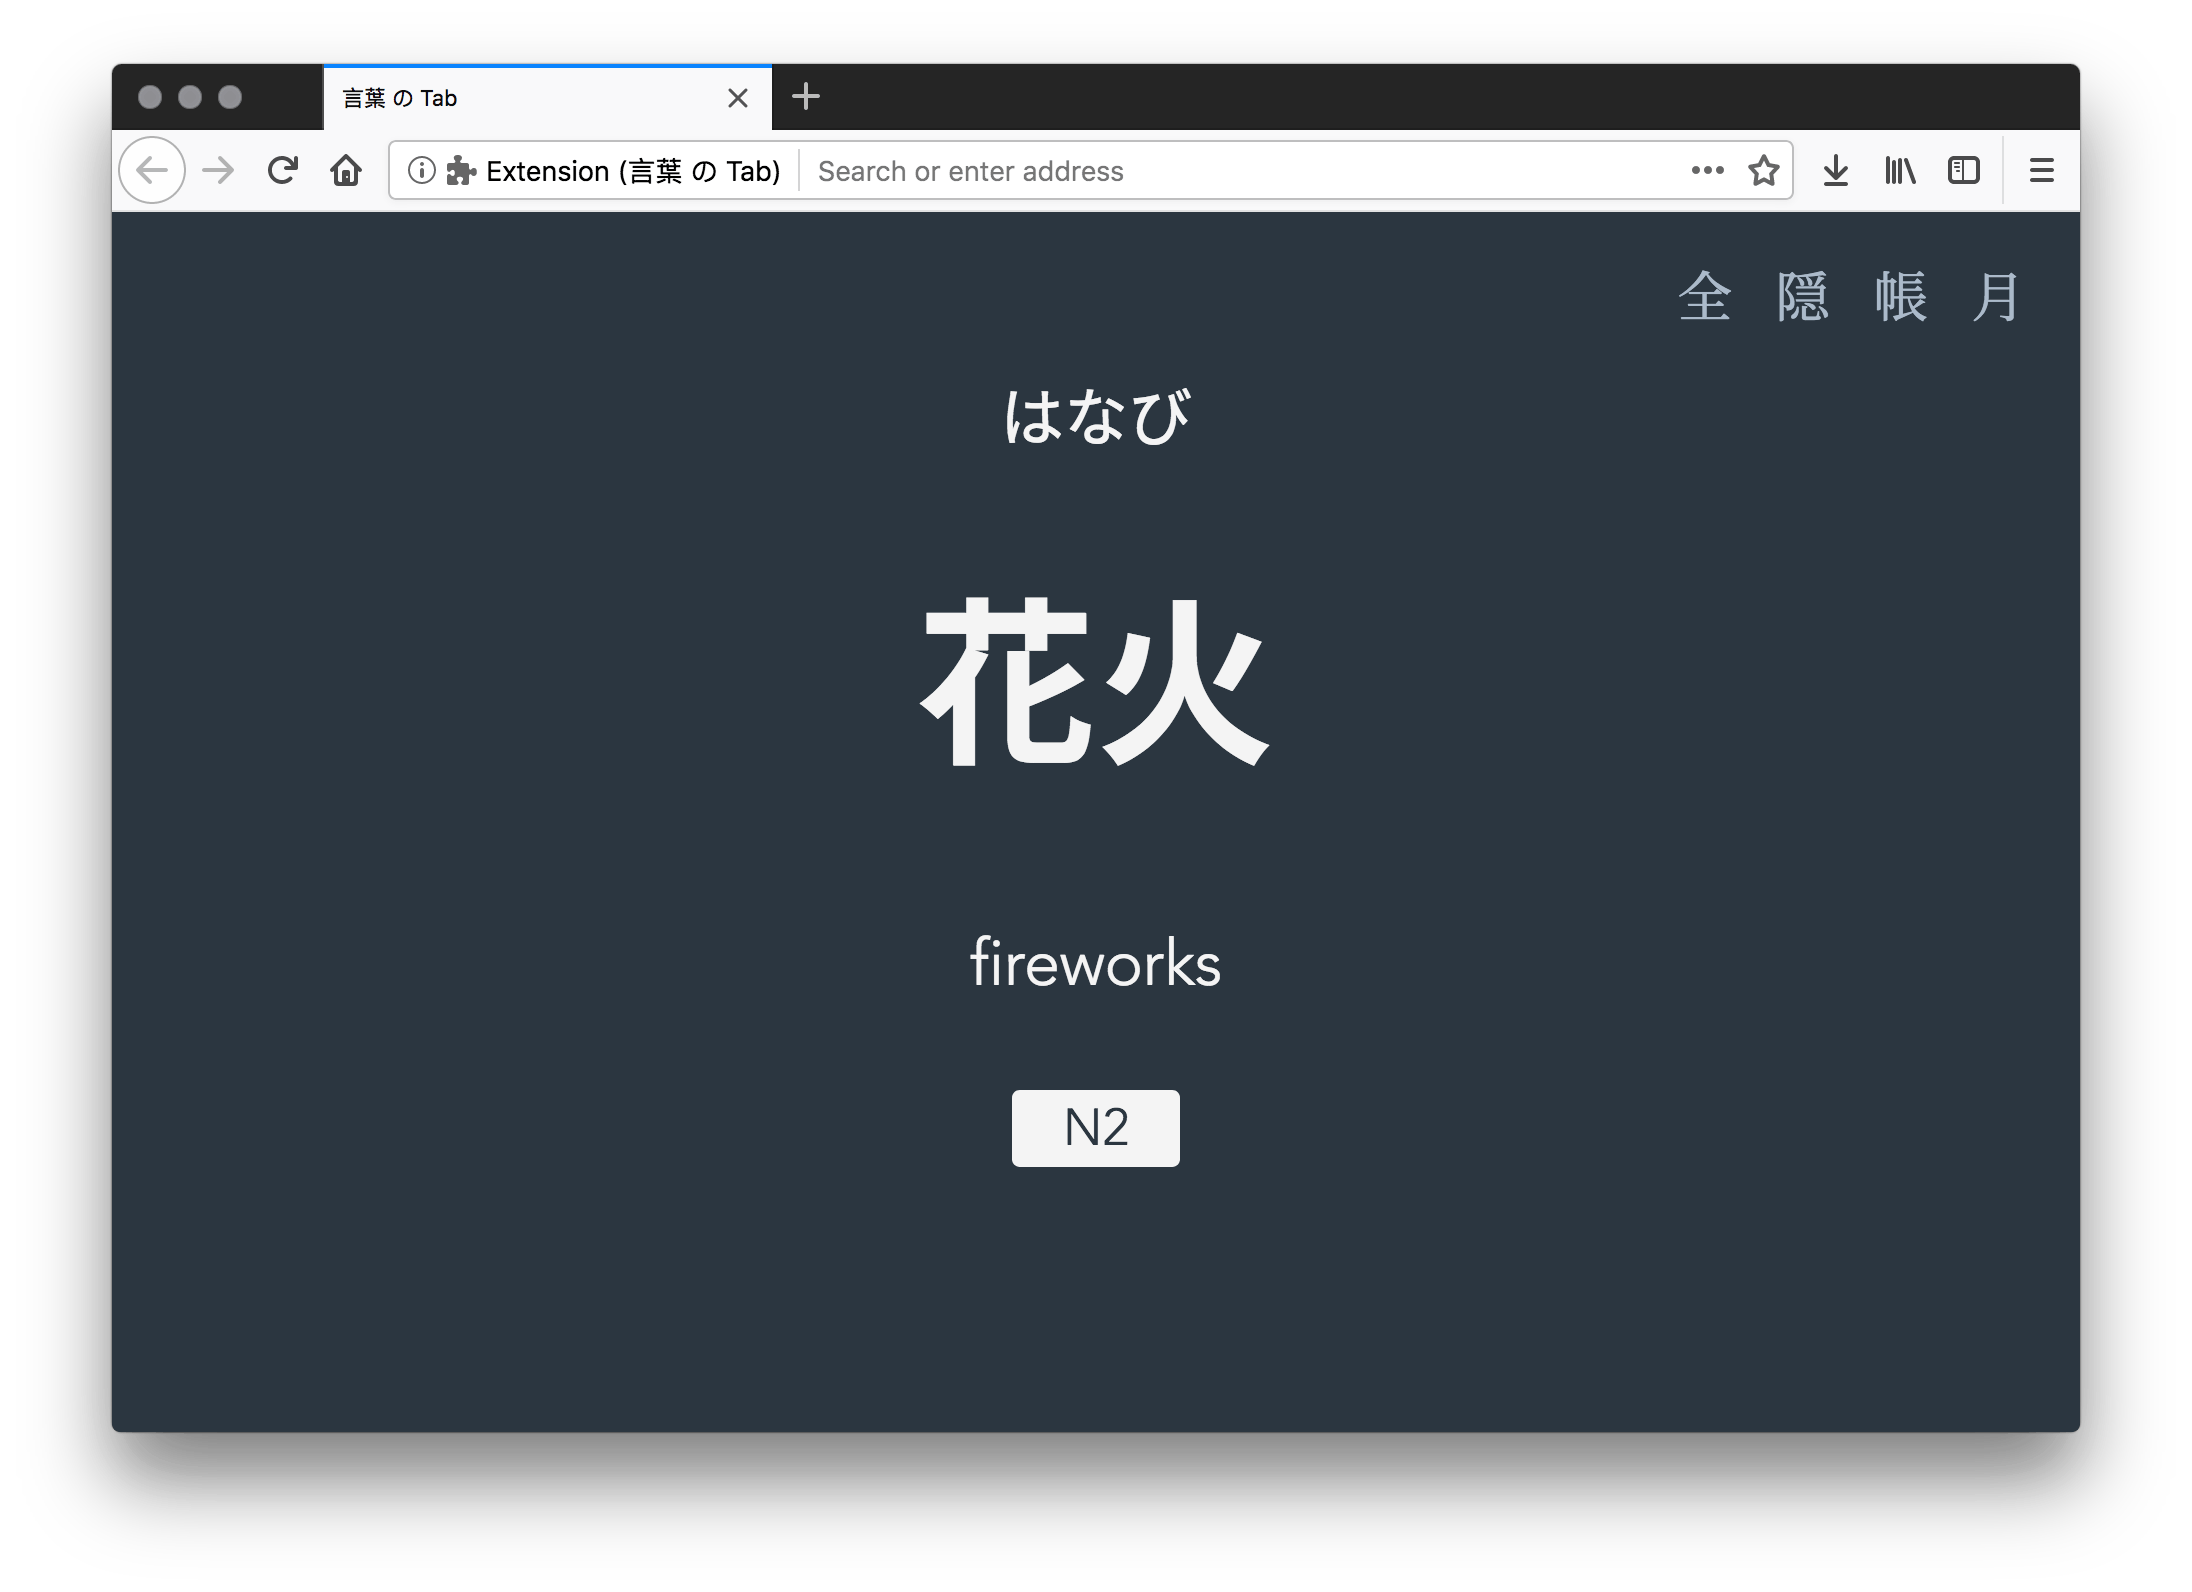 言葉 の Tab
Extension (言葉 の Tab) Search or enter address
全 隠 帳 月
はなび
花火
fireworks
N2